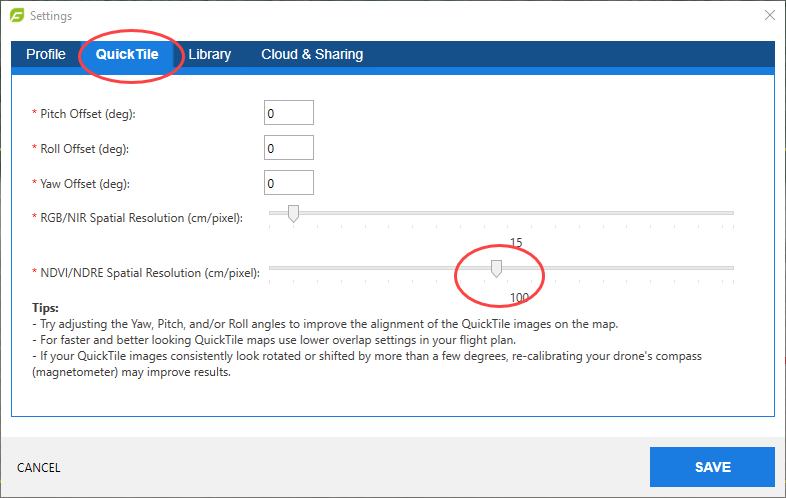 Settings
Profile QuickTile Library Cloud & Sharing
* Pitch Offset (deg): 0
* Roll Offset (deg): 0
* Yaw Offset (deg): 0
* RGB/NIR Spatial Resolution (cm/pixel):
15
* NDVI/NDRE Spatial Resolution (cm/pixel):
100
Tips:
- Try adjusting the Yaw, Pitch, and/or Roll angles to improve the alignment of the QuickTile images on the map.
- For faster and better looking QuickTile maps use lower overlap settings in your flight plan.
- If your QuickTile images consistently look rotated or shifted by more than a few degrees, re-calibrating your drone's compass
(magnetometer) may improve results.
CANCEL SAVE